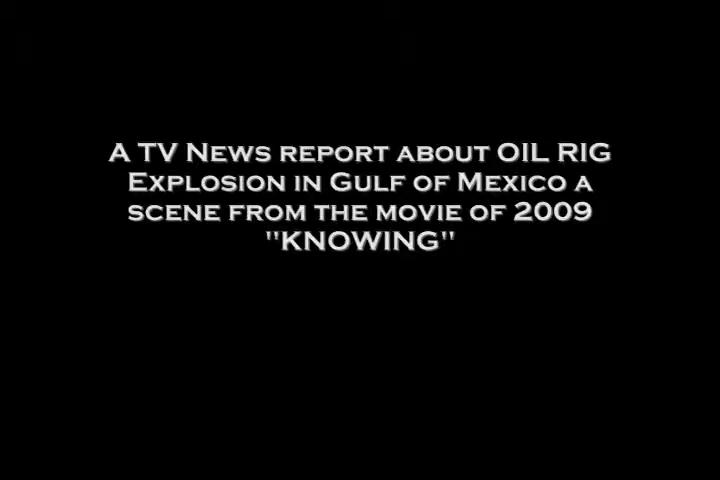 A TV News report about OIL RIG
Explosion in Gulf of Mexico a
scene from the movie of 2009
"KNOWING"